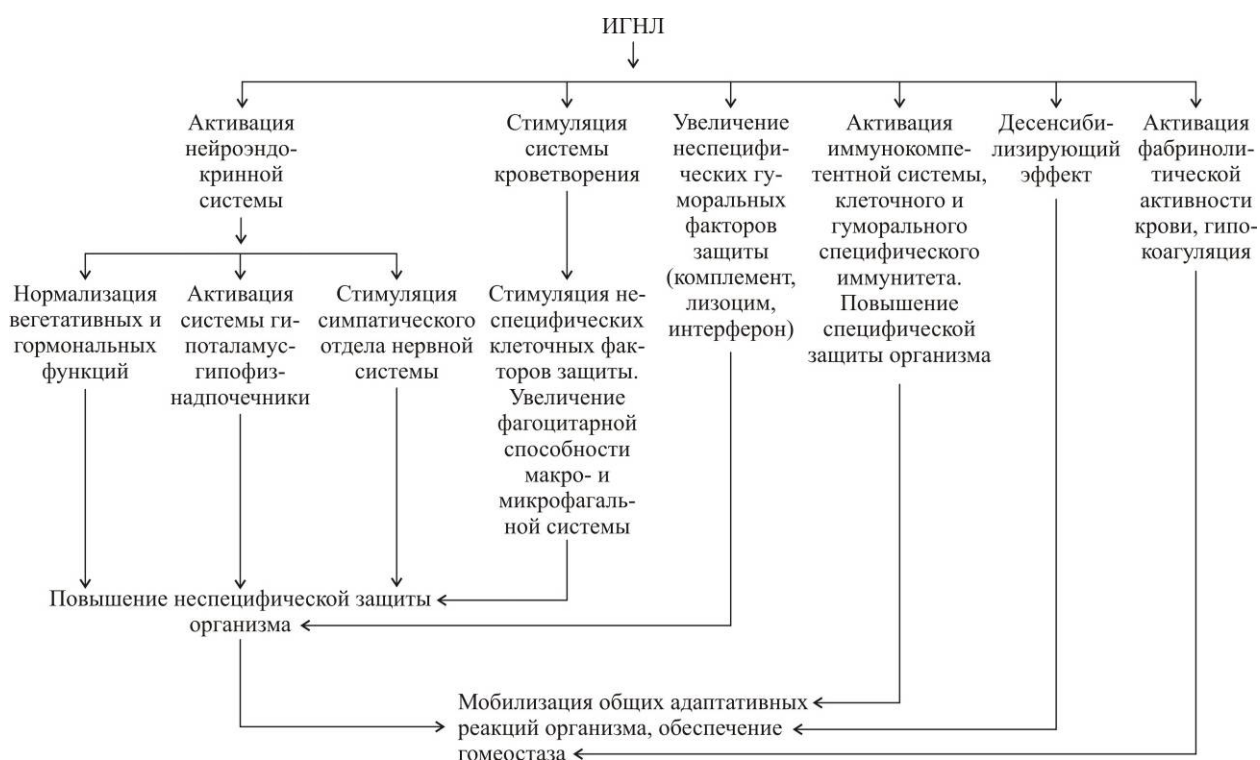 ИГНЛ
Активация
нейроэндо-
кринной
системы
Стимуляция
системы
кроветворения
Увеличение
неспецифи-
ческих гу-
моральных
факторов
защиты
(комплемент,
лизоцим,
интерферон)
Активация
иммунокомпе-
тентной системы,
клеточного и
гуморального
специфического
иммунитета.
Повышение
специфической
защиты организма
Десенсиби-
лизирующий
эффект
Активация
фабриноли-
тической
активности
крови, гипо-
коагуляция
Нормализация
вегетативных и
гормональных
функций
Активация
системы ги-
поталамус-
гипофиз-
надпочечники
Стимуляция
симпатического
отдела нервной
системы
Стимуляция не-
специфических
клеточных фак-
торов защиты.
Увеличение
фагоцитарной
способности
макро- и
микрофагаль-
ной системы
Повышение неспецифической защиты
организма
Мобилизация общих адаптативных
реакций организма, обеспечение
гомеостаза